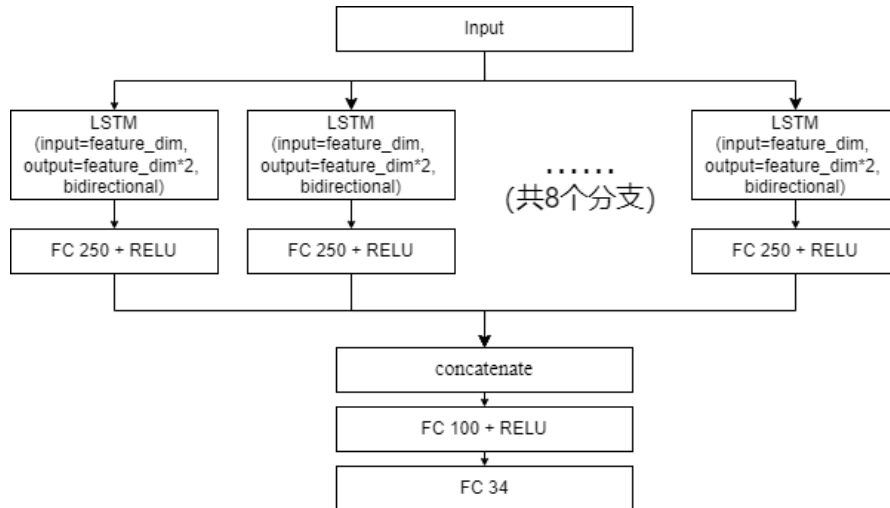 Input
LSTM
(input=feature_dim,
output=feature_dim*2,
bidirectional)
LSTM
(input=feature_dim,
output=feature_dim*2,
bidirectional)
......
(共8个分支)
LSTM
(input=feature_dim,
output=feature_dim*2,
bidirectional)
FC 250 + RELU
FC 250 + RELU
FC 250 + RELU
concatenate
FC 100 + RELU
FC 34